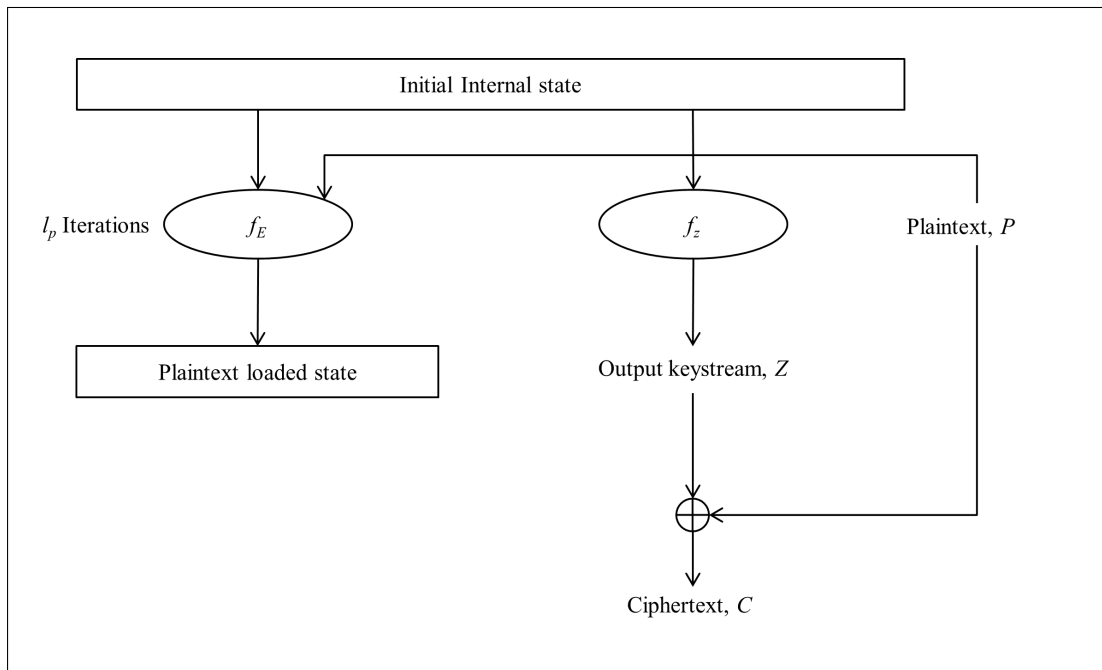 Initial Internal state
l_p Iterations
f_E
f_z
Plaintext, P
Plaintext loaded state
Output keystream, Z
Ciphertext, C